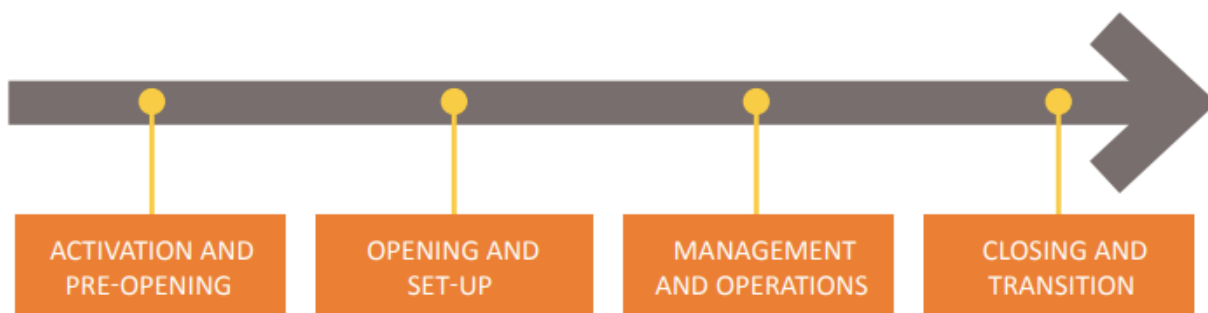 ACTIVATION AND
PRE-OPENING
OPENING AND
SET-UP
MANAGEMENT
AND OPERATIONS
CLOSING AND
TRANSITION